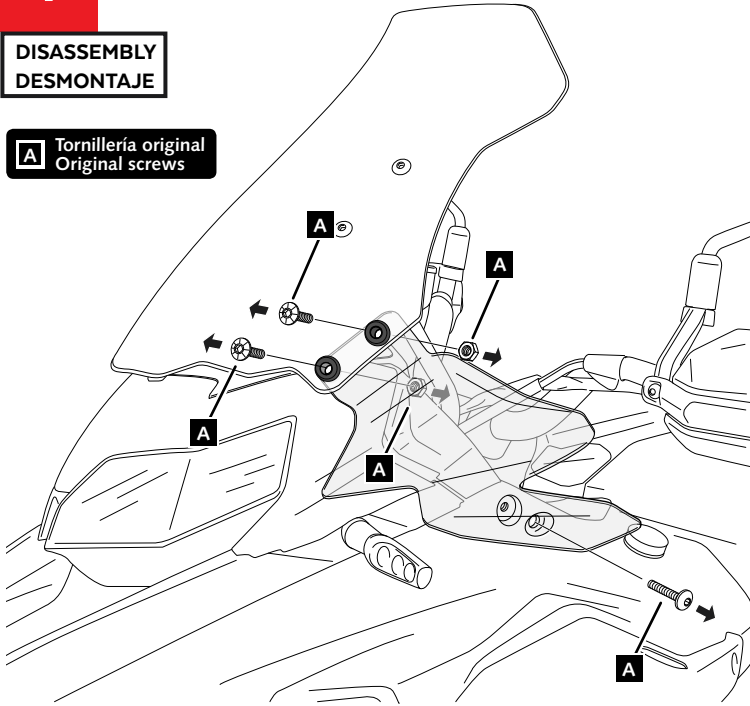 DISASSEMBLY
DESMONTAJE
A Tornillería original
Original screws
A
A
A
A
A